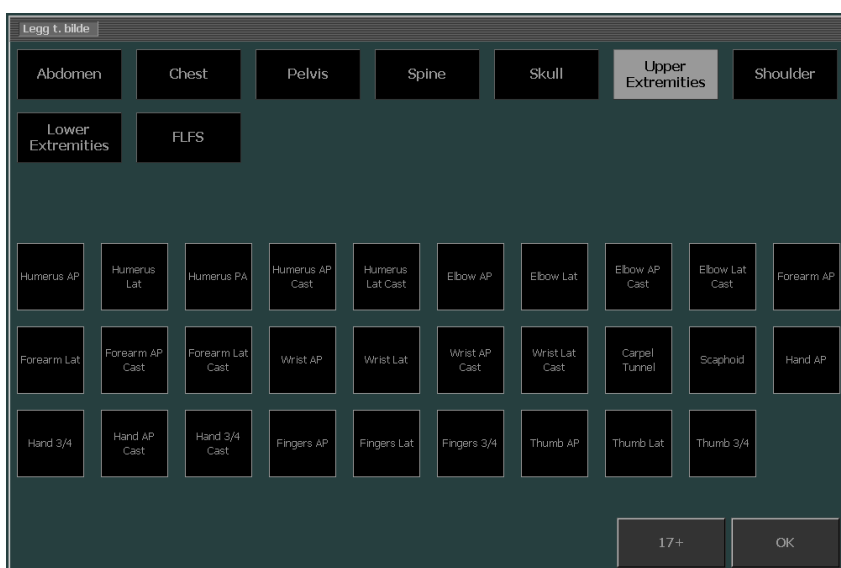 Legg t. bilde
Abdomen
Chest
Pelvis
Spine
Skull
Upper
Extremities
Shoulder
Lower
Extremities
FLFS
Humerus AP
Humerus
Lat
Humerus PA
Humerus AP
Cast
Humerus
Lat Cast
Elbow AP
Elbow Lat
Elbow AP
Cast
Elbow Lat
Cast
Forearm AP
Forearm Lat
Forearm AP
Cast
Forearm Lat
Cast
Wrist AP
Wrist Lat
Wrist AP
Cast
Wrist Lat
Cast
Carpel
Tunnel
Scaphoid
Hand AP
Hand 3/4
Hand AP
Cast
Hand 3/4
Cast
Fingers AP
Fingers Lat
Fingers 3/4
Thumb AP
Thumb Lat
Thumb 3/4
17+
OK